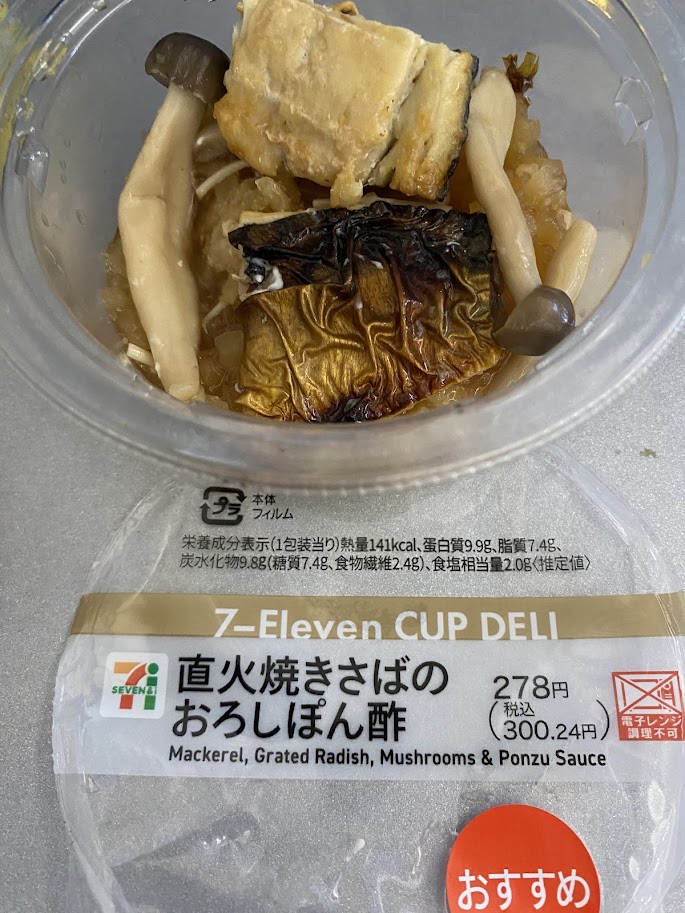 プラ
本体
フィルム
栄養成分表示(1包装当り)熱量141kcal、蛋白質9.9g、脂質7.4g、
炭水化物9.8g(糖質7.4g、食物繊維2.4g)、食塩相当量2.0g〈推定値〉
7-Eleven CUP DELI
SEVEN&i
直火焼きさばの
おろしぽん酢
278円
(税込
300.24円)
電子レンジ
調理不可
Mackerel, Grated Radish, Mushrooms & Ponzu Sauce
おすすめ